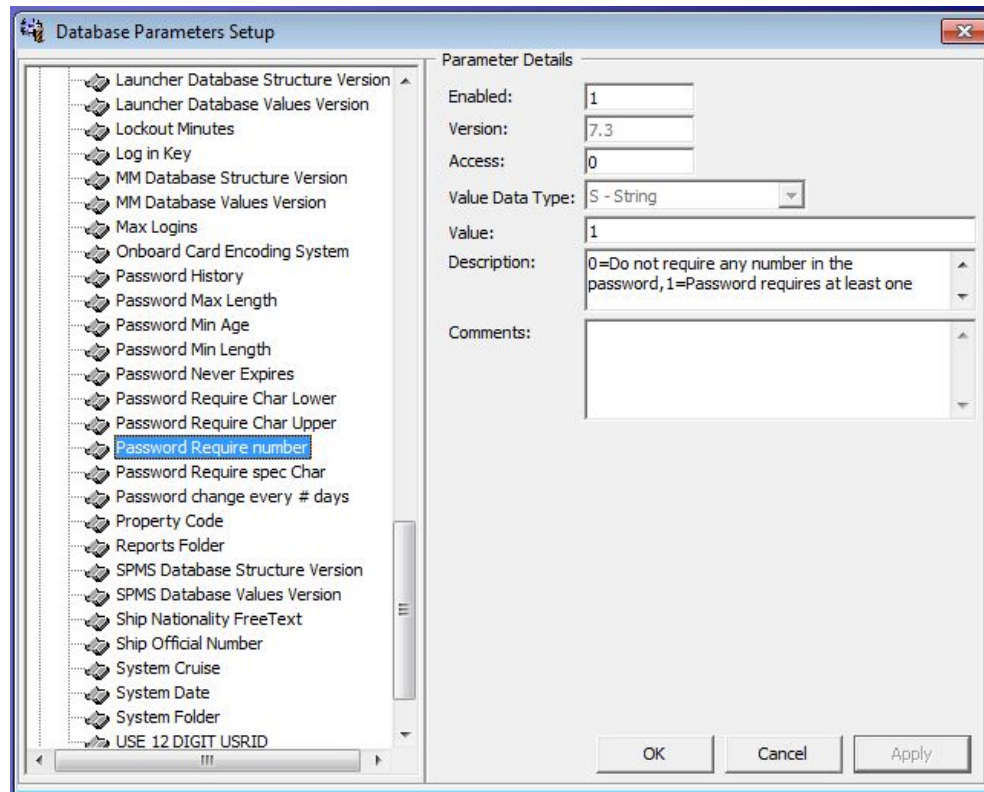 Database Parameters Setup
Launcher Database Structure Version
Launcher Database Values Version
Lockout Minutes
Log in Key
MM Database Structure Version
MM Database Values Version
Max Logins
Onboard Card Encoding System
Password History
Password Max Length
Password Min Age
Password Min Length
Password Never Expires
Password Require Char Lower
Password Require Char Upper
Password Require number
Password Require spec Char
Password change every # days
Property Code
Reports Folder
SPMS Database Structure Version
SPMS Database Values Version
Ship Nationality FreeText
Ship Official Number
System Cruise
System Date
System Folder
USE 12 DIGIT USRID
Parameter Details
Enabled: 1
Version: 7.3
Access: 0
Value Data Type: S - String
Value: 1
Description: 0=Do not require any number in the
password,1=Password requires at least one
Comments:
OK Cancel Apply